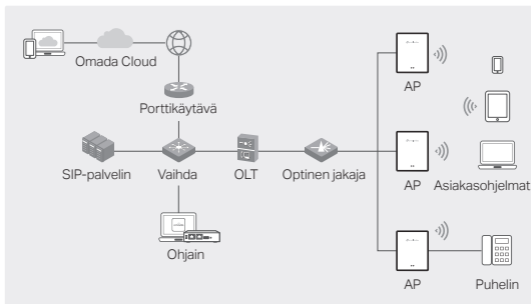 Omada Cloud
Porttikäytävä
AP
SIP-palvelin
Vaihda
OLT
Optinen jakaja
AP
Asiakasohjelmat
Ohjain
AP
Puhelin